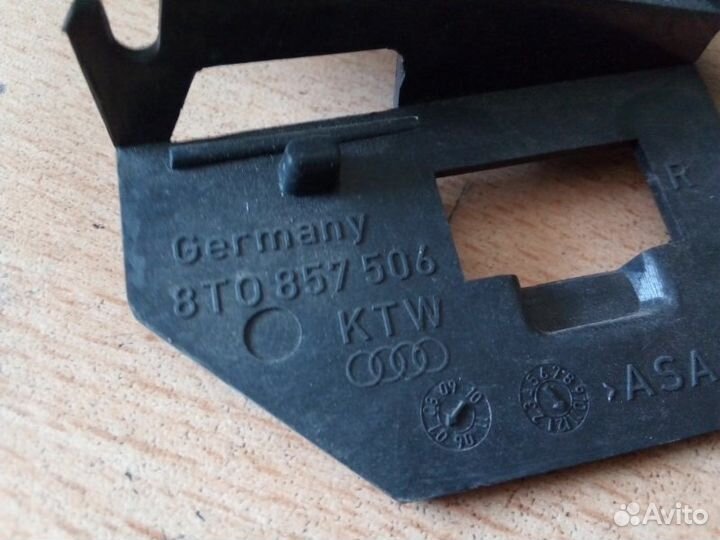 R
Germany
8T0 857 506
KTW
>ASA
Avito